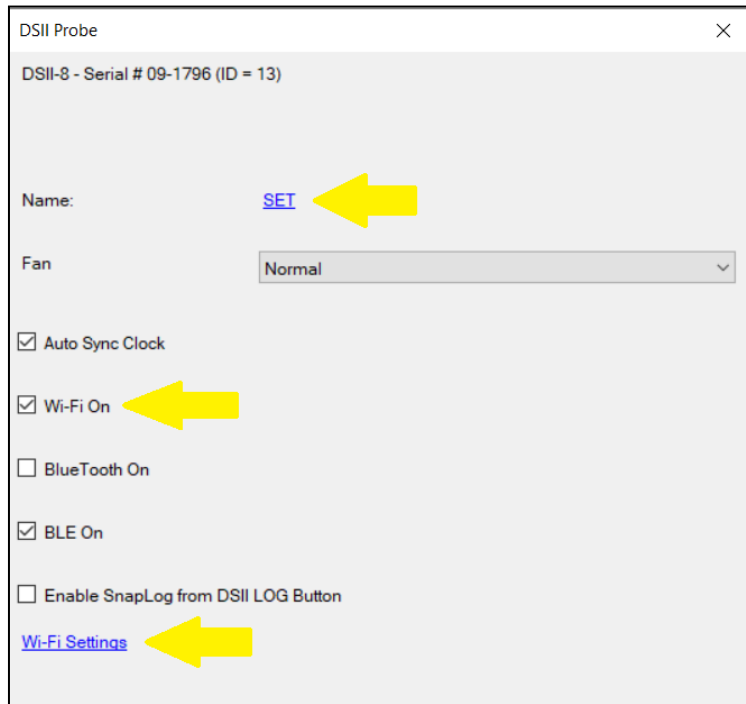 DSII Probe
DSII-8 - Serial # 09-1796 (ID = 13)
Name: SET
Fan Normal
Auto Sync Clock
Wi-Fi On
BlueTooth On
BLE On
Enable SnapLog from DSII LOG Button
Wi-Fi Settings